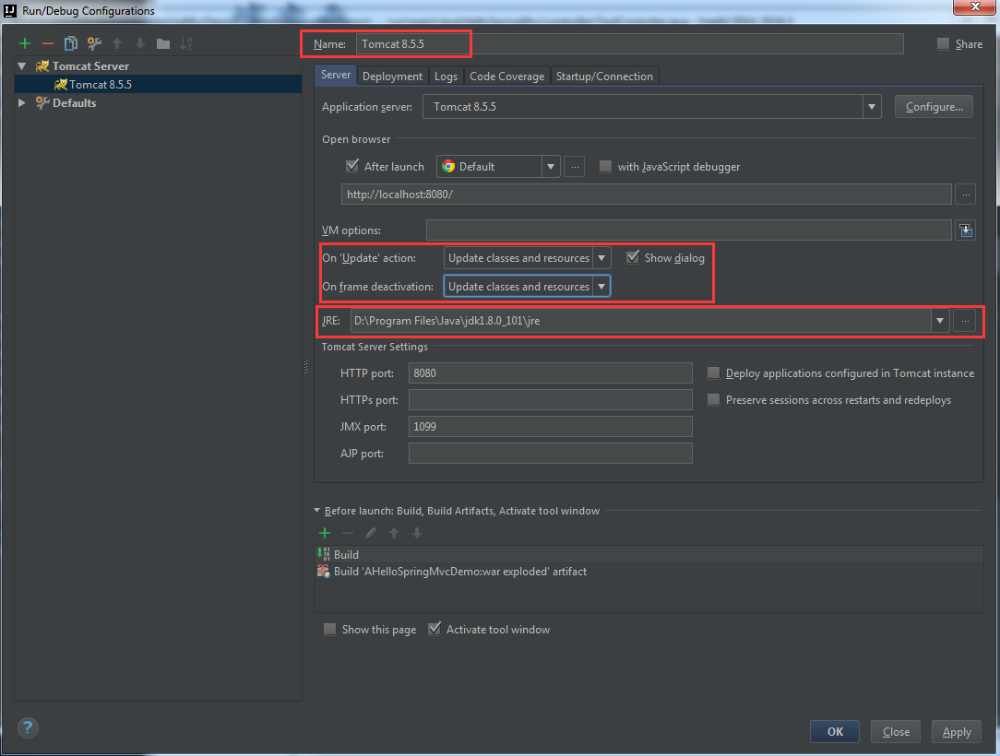 Run/Debug Configurations
Name: Tomcat 8.5.5
Share
Tomcat Server
Tomcat 8.5.5
Defaults
Server Deployment Logs Code Coverage Startup/Connection
Application server: Tomcat 8.5.5 Configure...
Open browser
After launch Default ... with JavaScript debugger
http://localhost:8080/ ...
VM options:
On 'Update' action: Update classes and resources Show dialog
On frame deactivation: Update classes and resources
JRE: D:\Program Files\Java\jdk1.8.0_101\jre ...
Tomcat Server Settings
HTTP port: 8080 Deploy applications configured in Tomcat instance
HTTPs port: Preserve sessions across restarts and redeploys
JMX port: 1099
AJP port:
Before launch: Build, Build Artifacts, Activate tool window
Build
Build 'AHelloSpringMvcDemo:war exploded' artifact
Show this page Activate tool window
? OK Close Apply